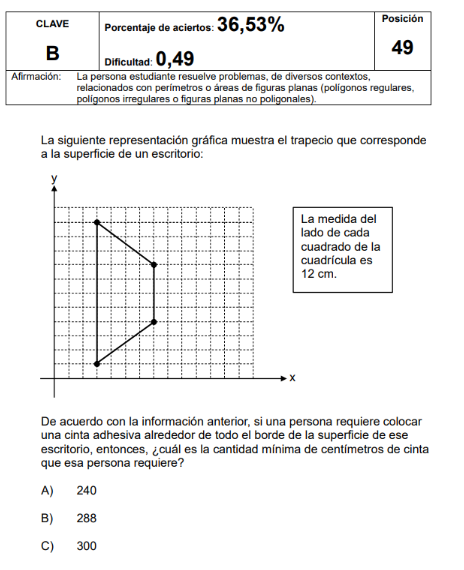 CLAVE
B
Porcentaje de aciertos: 36,53%
Dificultad: 0,49
Posición
49
Afirmación: La persona estudiante resuelve problemas, de diversos contextos,
relacionados con perímetros o áreas de figuras planas (polígonos regulares,
polígonos irregulares o figuras planas no poligonales).
La siguiente representación gráfica muestra el trapecio que corresponde
a la superficie de un escritorio:
y
x
La medida del
lado de cada
cuadrado de la
cuadrícula es
12 cm.
De acuerdo con la información anterior, si una persona requiere colocar
una cinta adhesiva alrededor de todo el borde de la superficie de ese
escritorio, entonces, ¿cuál es la cantidad mínima de centímetros de cinta
que esa persona requiere?
A) 240
B) 288
C) 300